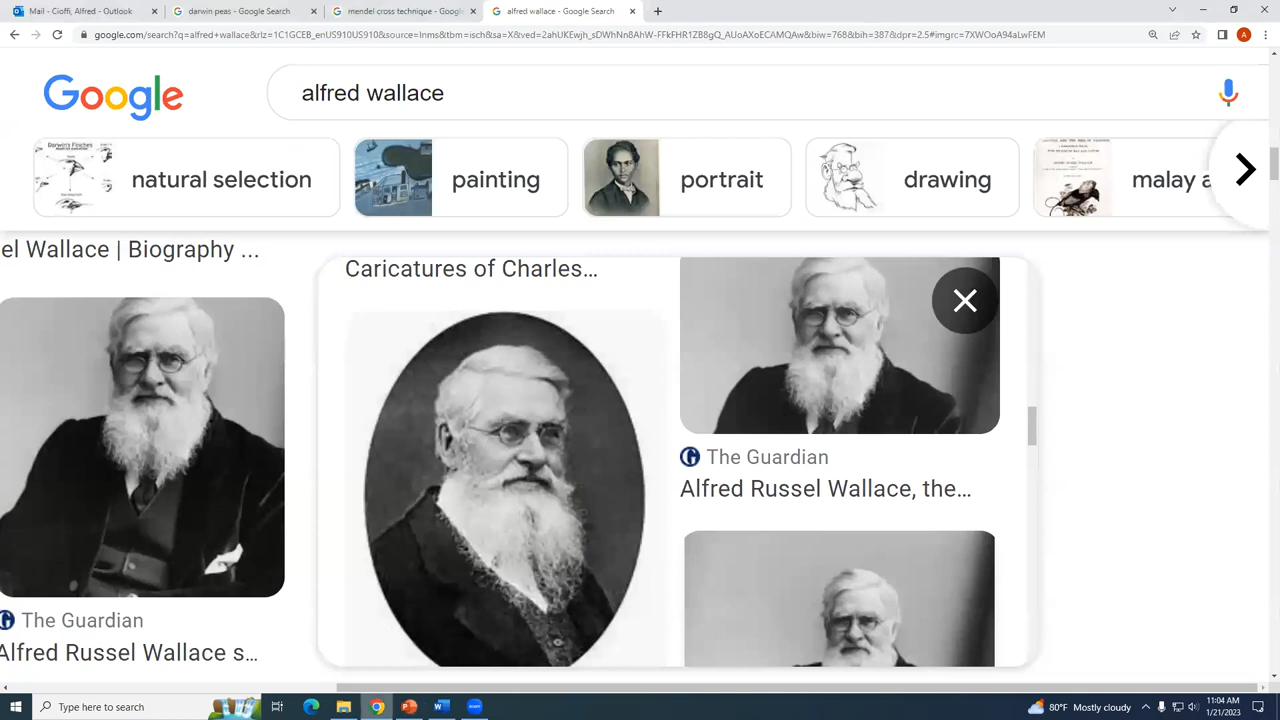 Mail - Cioffi, Alfred - Outlook
darwin peas - Google Search
mendel cross technique - Google
alfred wallace - Google Search
google.com/search?q=alfred+wallace&rlz=1C1GCEB_enUS910US910&source=lnms&tbm=isch&sa=X&ved=2ahUKEwjh_sDWhNn8AhW-FFkFHR1ZB8gQ_AUoAXoECAMQAw&biw=768&bih=387&dpr=2.5#imgrc=7XWOoA94aLwFEM
A
Google
alfred wallace
Darwin's Finches
natural selection
painting
portrait
drawing
malay a
el Wallace | Biography ...
Caricatures of Charles...
The Guardian
Alfred Russel Wallace, the...
The Guardian
Alfred Russel Wallace s...
Type here to search
zoom
80°F Mostly cloudy
11:04 AM
1/21/2023